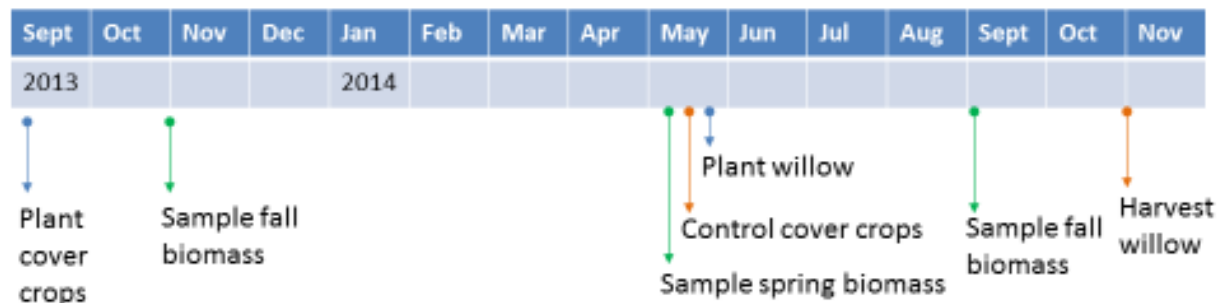 Sept Oct Nov Dec Jan Feb Mar Apr May Jun Jul Aug Sept Oct Nov
2013 2014
Plant willow
Plant
cover
crops
Sample fall
biomass
Control cover crops
Sample spring biomass
Sample fall
biomass
Harvest
willow